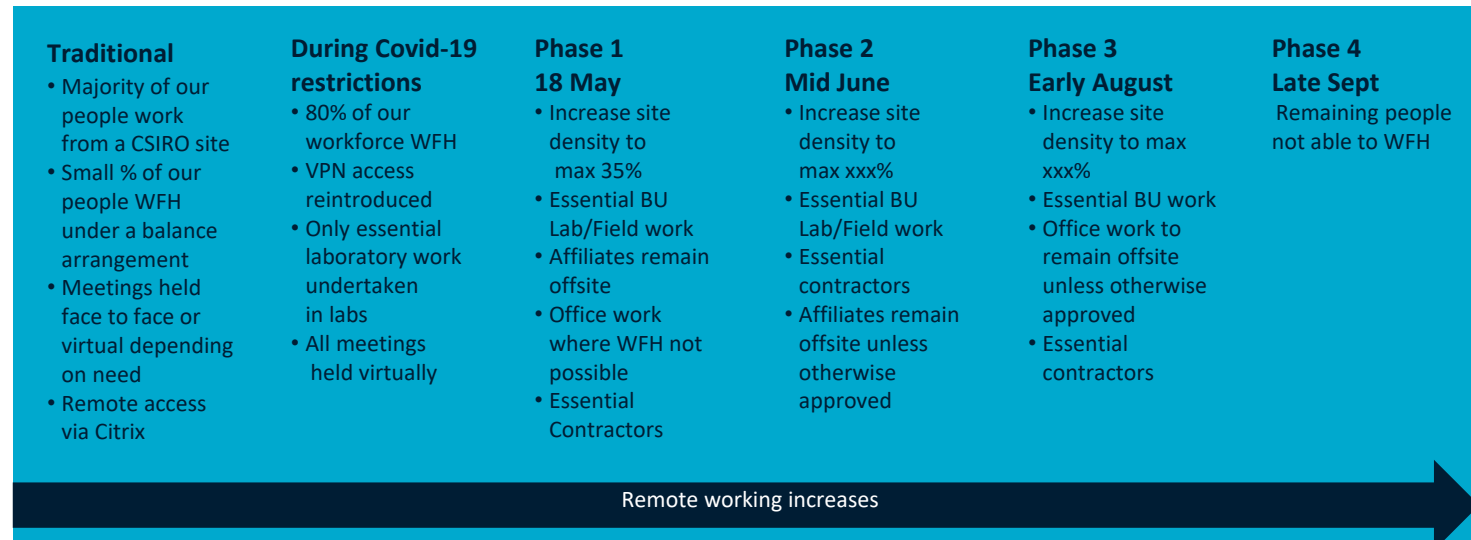 Traditional
• Majority of our
people work
from a CSIRO site
• Small % of our
people WFH
under a balance
arrangement
• Meetings held
face to face or
virtual depending
on need
• Remote access
via Citrix
During Covid-19
restrictions
• 80% of our
workforce WFH
• VPN access
reintroduced
• Only essential
laboratory work
undertaken
in labs
• All meetings
held virtually
Phase 1
18 May
• Increase site
density to
max 35%
• Essential BU
Lab/Field work
• Affiliates remain
offsite
• Office work
where WFH not
possible
• Essential
Contractors
Phase 2
Mid June
• Increase site
density to
max xxx%
• Essential BU
Lab/Field work
• Essential
contractors
• Affiliates remain
offsite unless
otherwise
approved
Phase 3
Early August
• Increase site
density to max
xxx%
• Essential BU work
• Office work to
remain offsite
unless otherwise
approved
• Essential
contractors
Phase 4
Late Sept
Remaining people
not able to WFH
Remote working increases